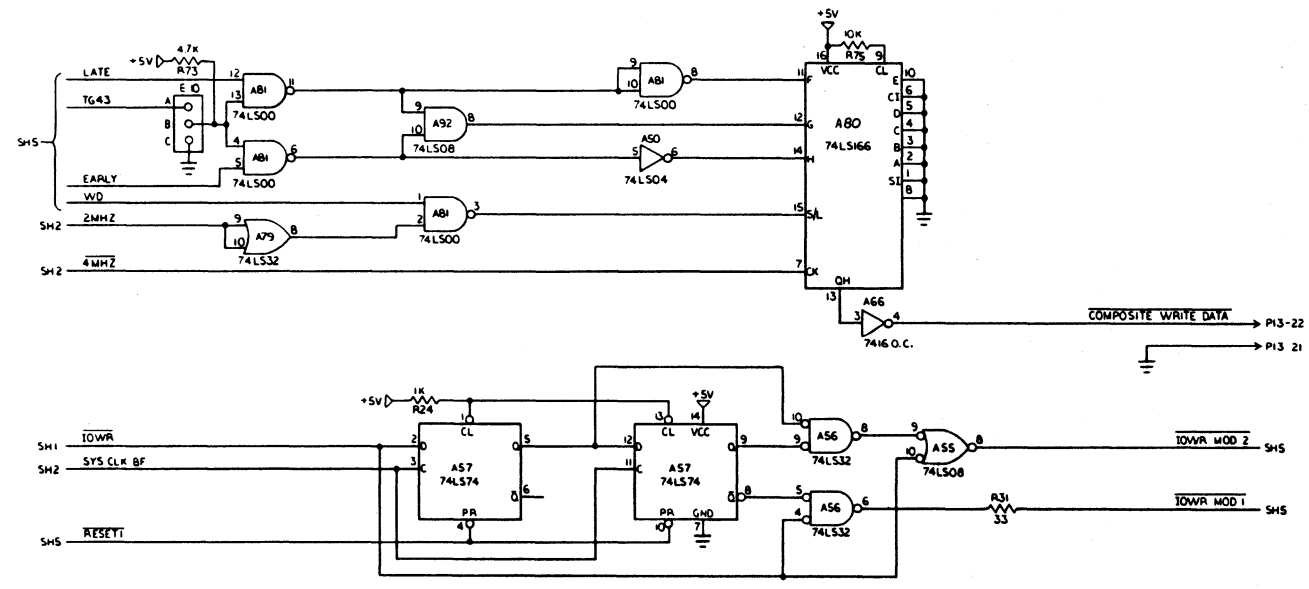 +5V
10K
R75
4.7K
+5V
R73
16
VCC
9
CL
LATE
12
A81
11
13
74LS00
9
10
A81
8
74LS00
11
F
E
10
CI
6
D
5
C
4
B
3
A
2
SI
1
8
E 10
TG43
A
B
C
SH5
9
10
A92
8
74LS08
12
G
A80
74LS166
4
5
A81
6
74LS00
A50
5
6
74LS04
14
H
EARLY
WD
1
2
A81
3
74LS00
15
S/L
SH2
2MHZ
9
10
A79
8
74LS32
SH2
4MHZ
7
CK
QH
13
A66
3
4
7416 O.C.
COMPOSITE WRITE DATA
P13-22
P13 21
+5V
1K
R24
+5V
1
CL
13
CL
14
VCC
SH1
IOWR
2
D
Q
5
12
D
Q
9
10
9
A56
8
74LS32
9
10
A55
8
74LS08
IOWR MOD 2
SH5
SH2
SYS CLK BF
3
C
A57
74LS74
11
C
A57
74LS74
Q
6
Q
8
5
4
A56
6
74LS32
R31
33
IOWR MOD 1
SH5
PR
4
PR
10
GND
7
SH5
RESET1